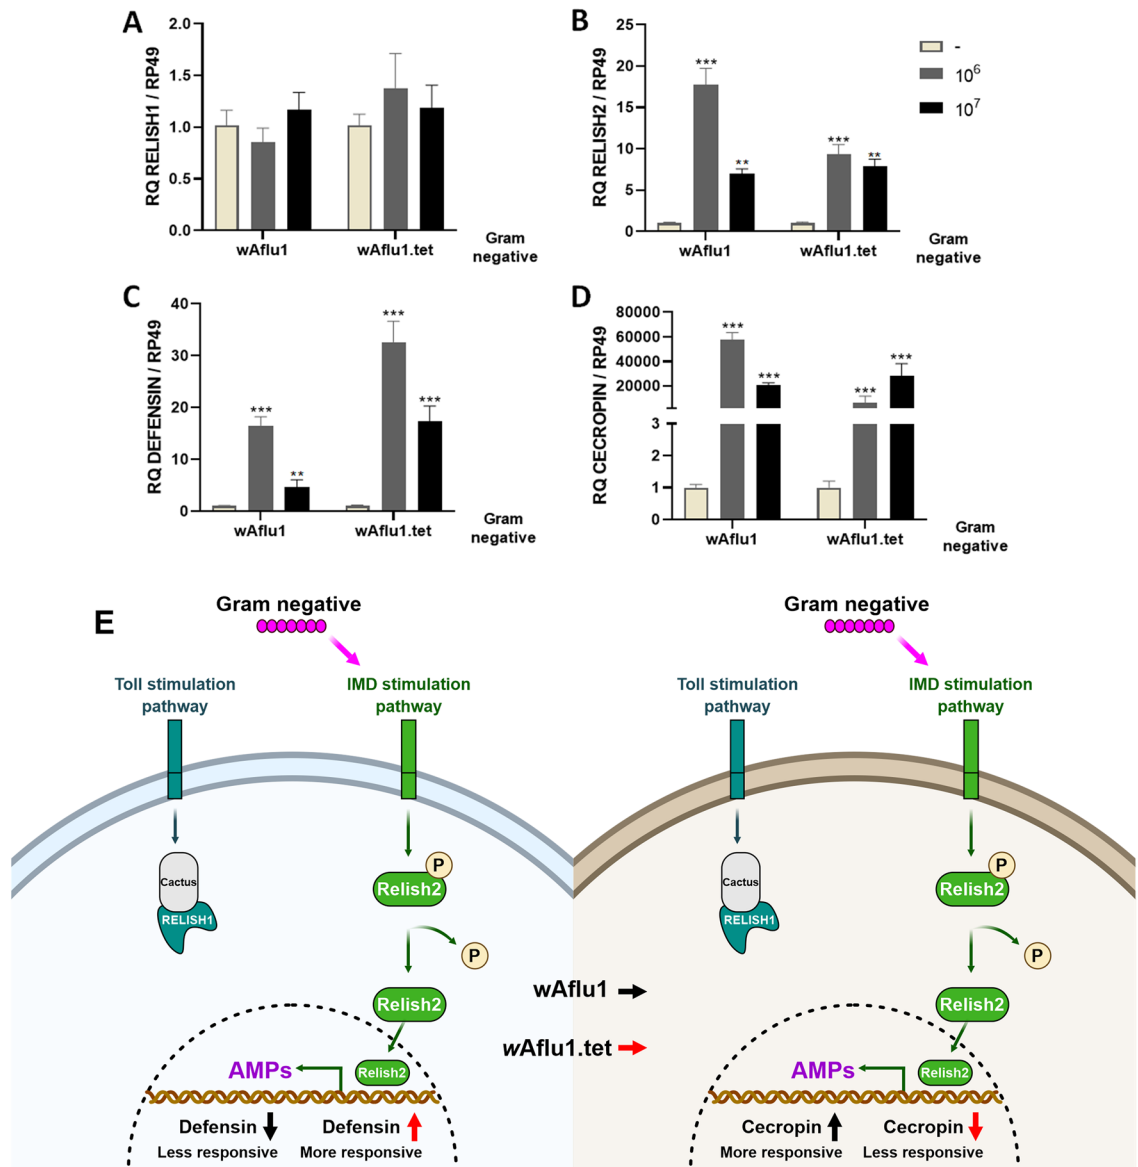 A
RQ RELISH1 / RP49
2.0
1.5
1.0
0.5
0.0
wAflu1
wAflu1.tet
Gram
negative
B
RQ RELISH2 / RP49
25
20
15
10
5
0
***
**
***
**
wAflu1
wAflu1.tet
Gram
negative
-
10⁶
10⁷
C
RQ DEFENSIN / RP49
40
30
20
10
0
***
**
***
***
wAflu1
wAflu1.tet
Gram
negative
D
RQ CECROPIN / RP49
80000
60000
40000
20000
3
2
1
0
***
***
***
***
wAflu1
wAflu1.tet
Gram
negative
E
Gram negative
Toll stimulation
pathway
IMD stimulation
pathway
Cactus
RELISH1
P
Relish2
P
Relish2
Relish2
AMPs
Defensin
Less responsive
Defensin
More responsive
wAflu1
wAflu1.tet
Gram negative
Toll stimulation
pathway
IMD stimulation
pathway
Cactus
RELISH1
P
Relish2
P
Relish2
Relish2
AMPs
Cecropin
More responsive
Cecropin
Less responsive